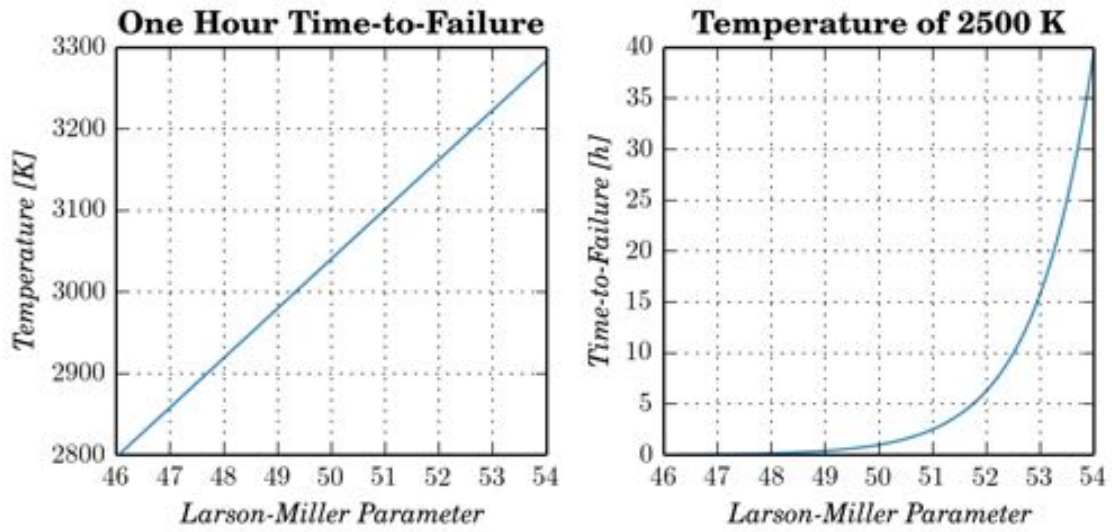 One Hour Time-to-Failure
Temperature [K]
3300
3200
3100
3000
2900
2800
46 47 48 49 50 51 52 53 54
Larson-Miller Parameter
Temperature of 2500 K
Time-to-Failure [h]
40
35
30
25
20
15
10
5
0
46 47 48 49 50 51 52 53 54
Larson-Miller Parameter